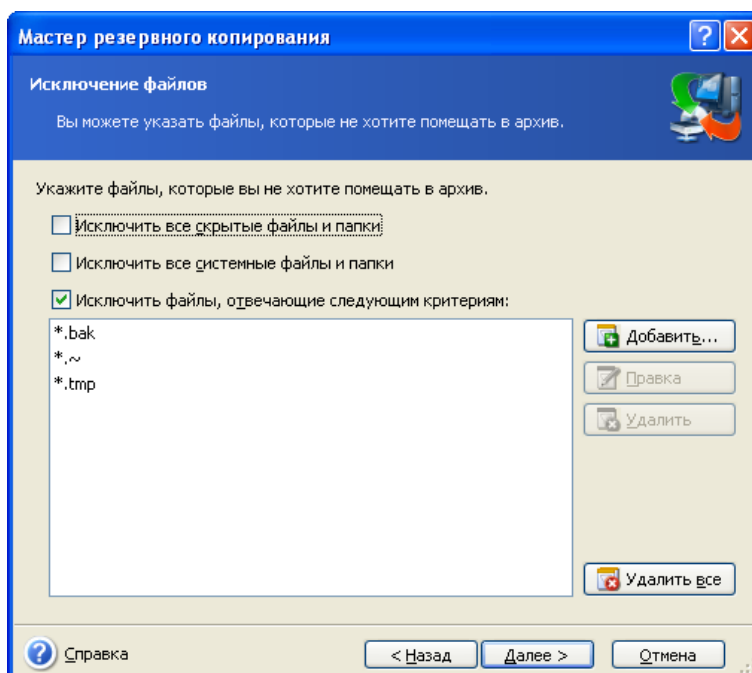 Мастер резервного копирования
Исключение файлов
Вы можете указать файлы, которые не хотите помещать в архив.
Укажите файлы, которые вы не хотите помещать в архив.
Исключить все скрытые файлы и папки
Исключить все системные файлы и папки
Исключить файлы, отвечающие следующим критериям:
*.bak
*.~
*.tmp
Добавить...
Правка
Удалить
Удалить все
Справка
< Назад
Далее >
Отмена